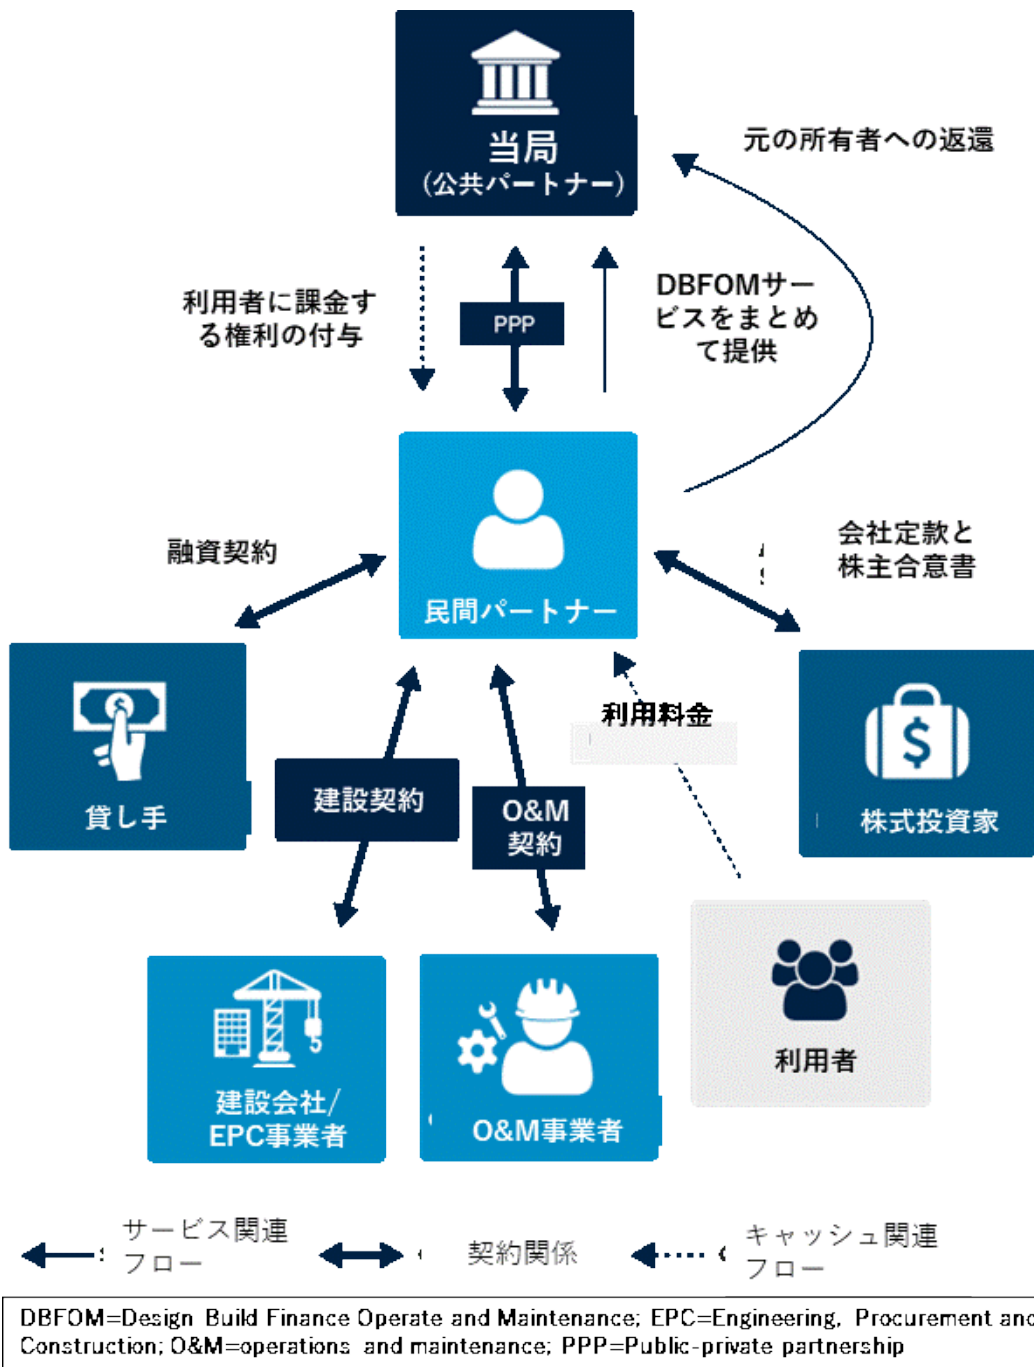 当局
(公共パートナー)
元の所有者への返還
利用者に課金す
る権利の付与
PPP
DBFOMサー
ビスをまとめ
て提供
融資契約
民間パートナー
会社定款と
株主合意書
貸し手
建設契約
O&M
契約
利用料金
株式投資家
建設会社/
EPC事業者
O&M事業者
利用者
サービス関連
フロー
契約関係
キャッシュ関連
フロー
DBFOM=Design Build Finance Operate and Maintenance; EPC=Engineering, Procurement and
Construction; O&M=operations and maintenance; PPP=Public-private partnership